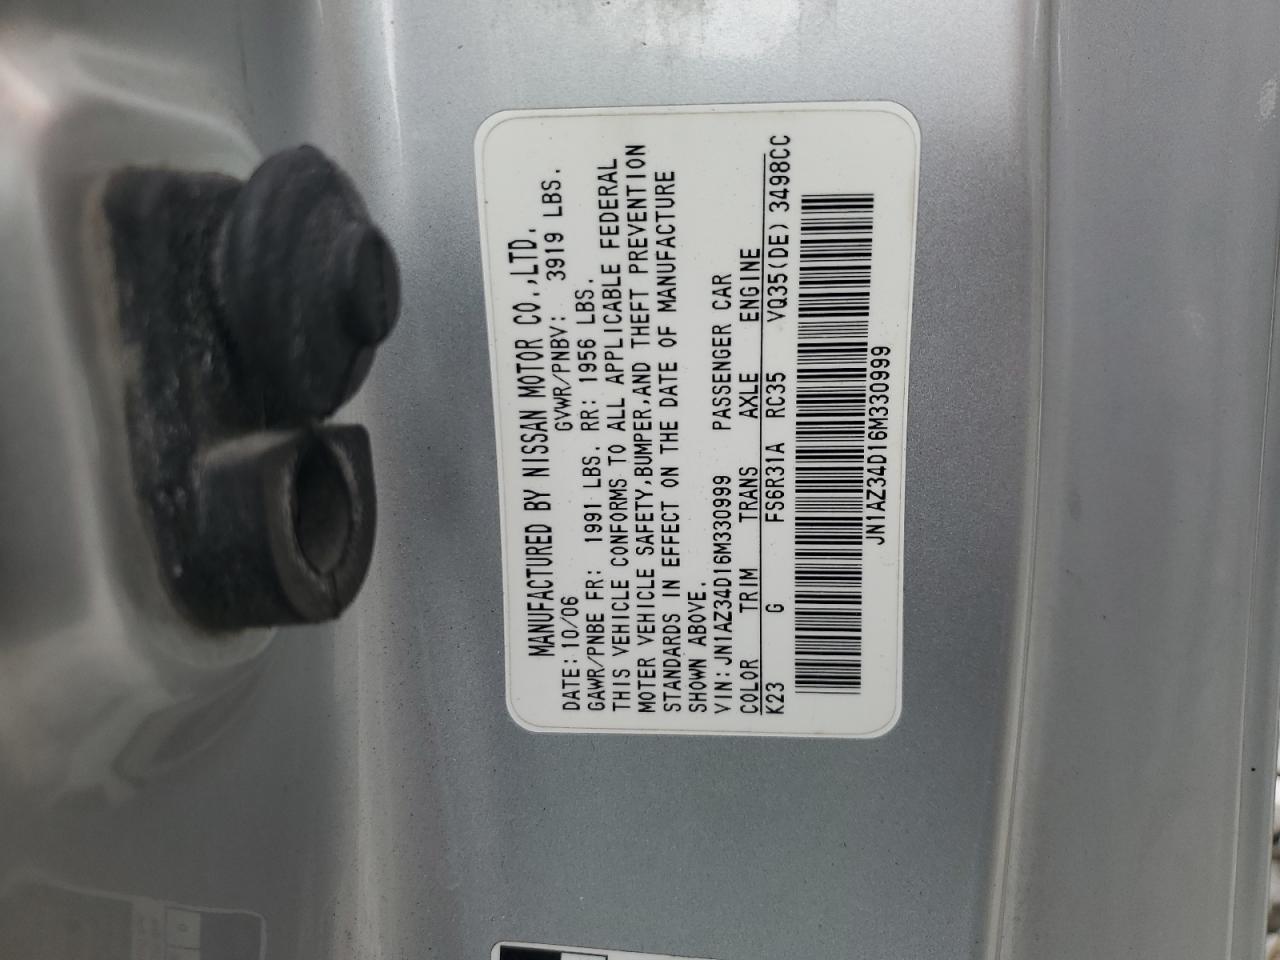 MANUFACTURED BY NISSAN MOTOR CO.,LTD.
DATE: 10/06 GVWR/PNBV: 3919 LBS.
GAWR/PNBE FR: 1991 LBS. RR: 1956 LBS.
THIS VEHICLE CONFORMS TO ALL APPLICABLE FEDERAL
MOTER VEHICLE SAFETY,BUMPER,AND THEFT PREVENTION
STANDARDS IN EFFECT ON THE DATE OF MANUFACTURE
SHOWN ABOVE.
VIN: JN1AZ34D16M330999 PASSENGER CAR
COLOR TRIM TRANS AXLE ENGINE
K23 G FS6R31A RC35 VQ35(DE) 3498CC
JN1AZ34D16M330999